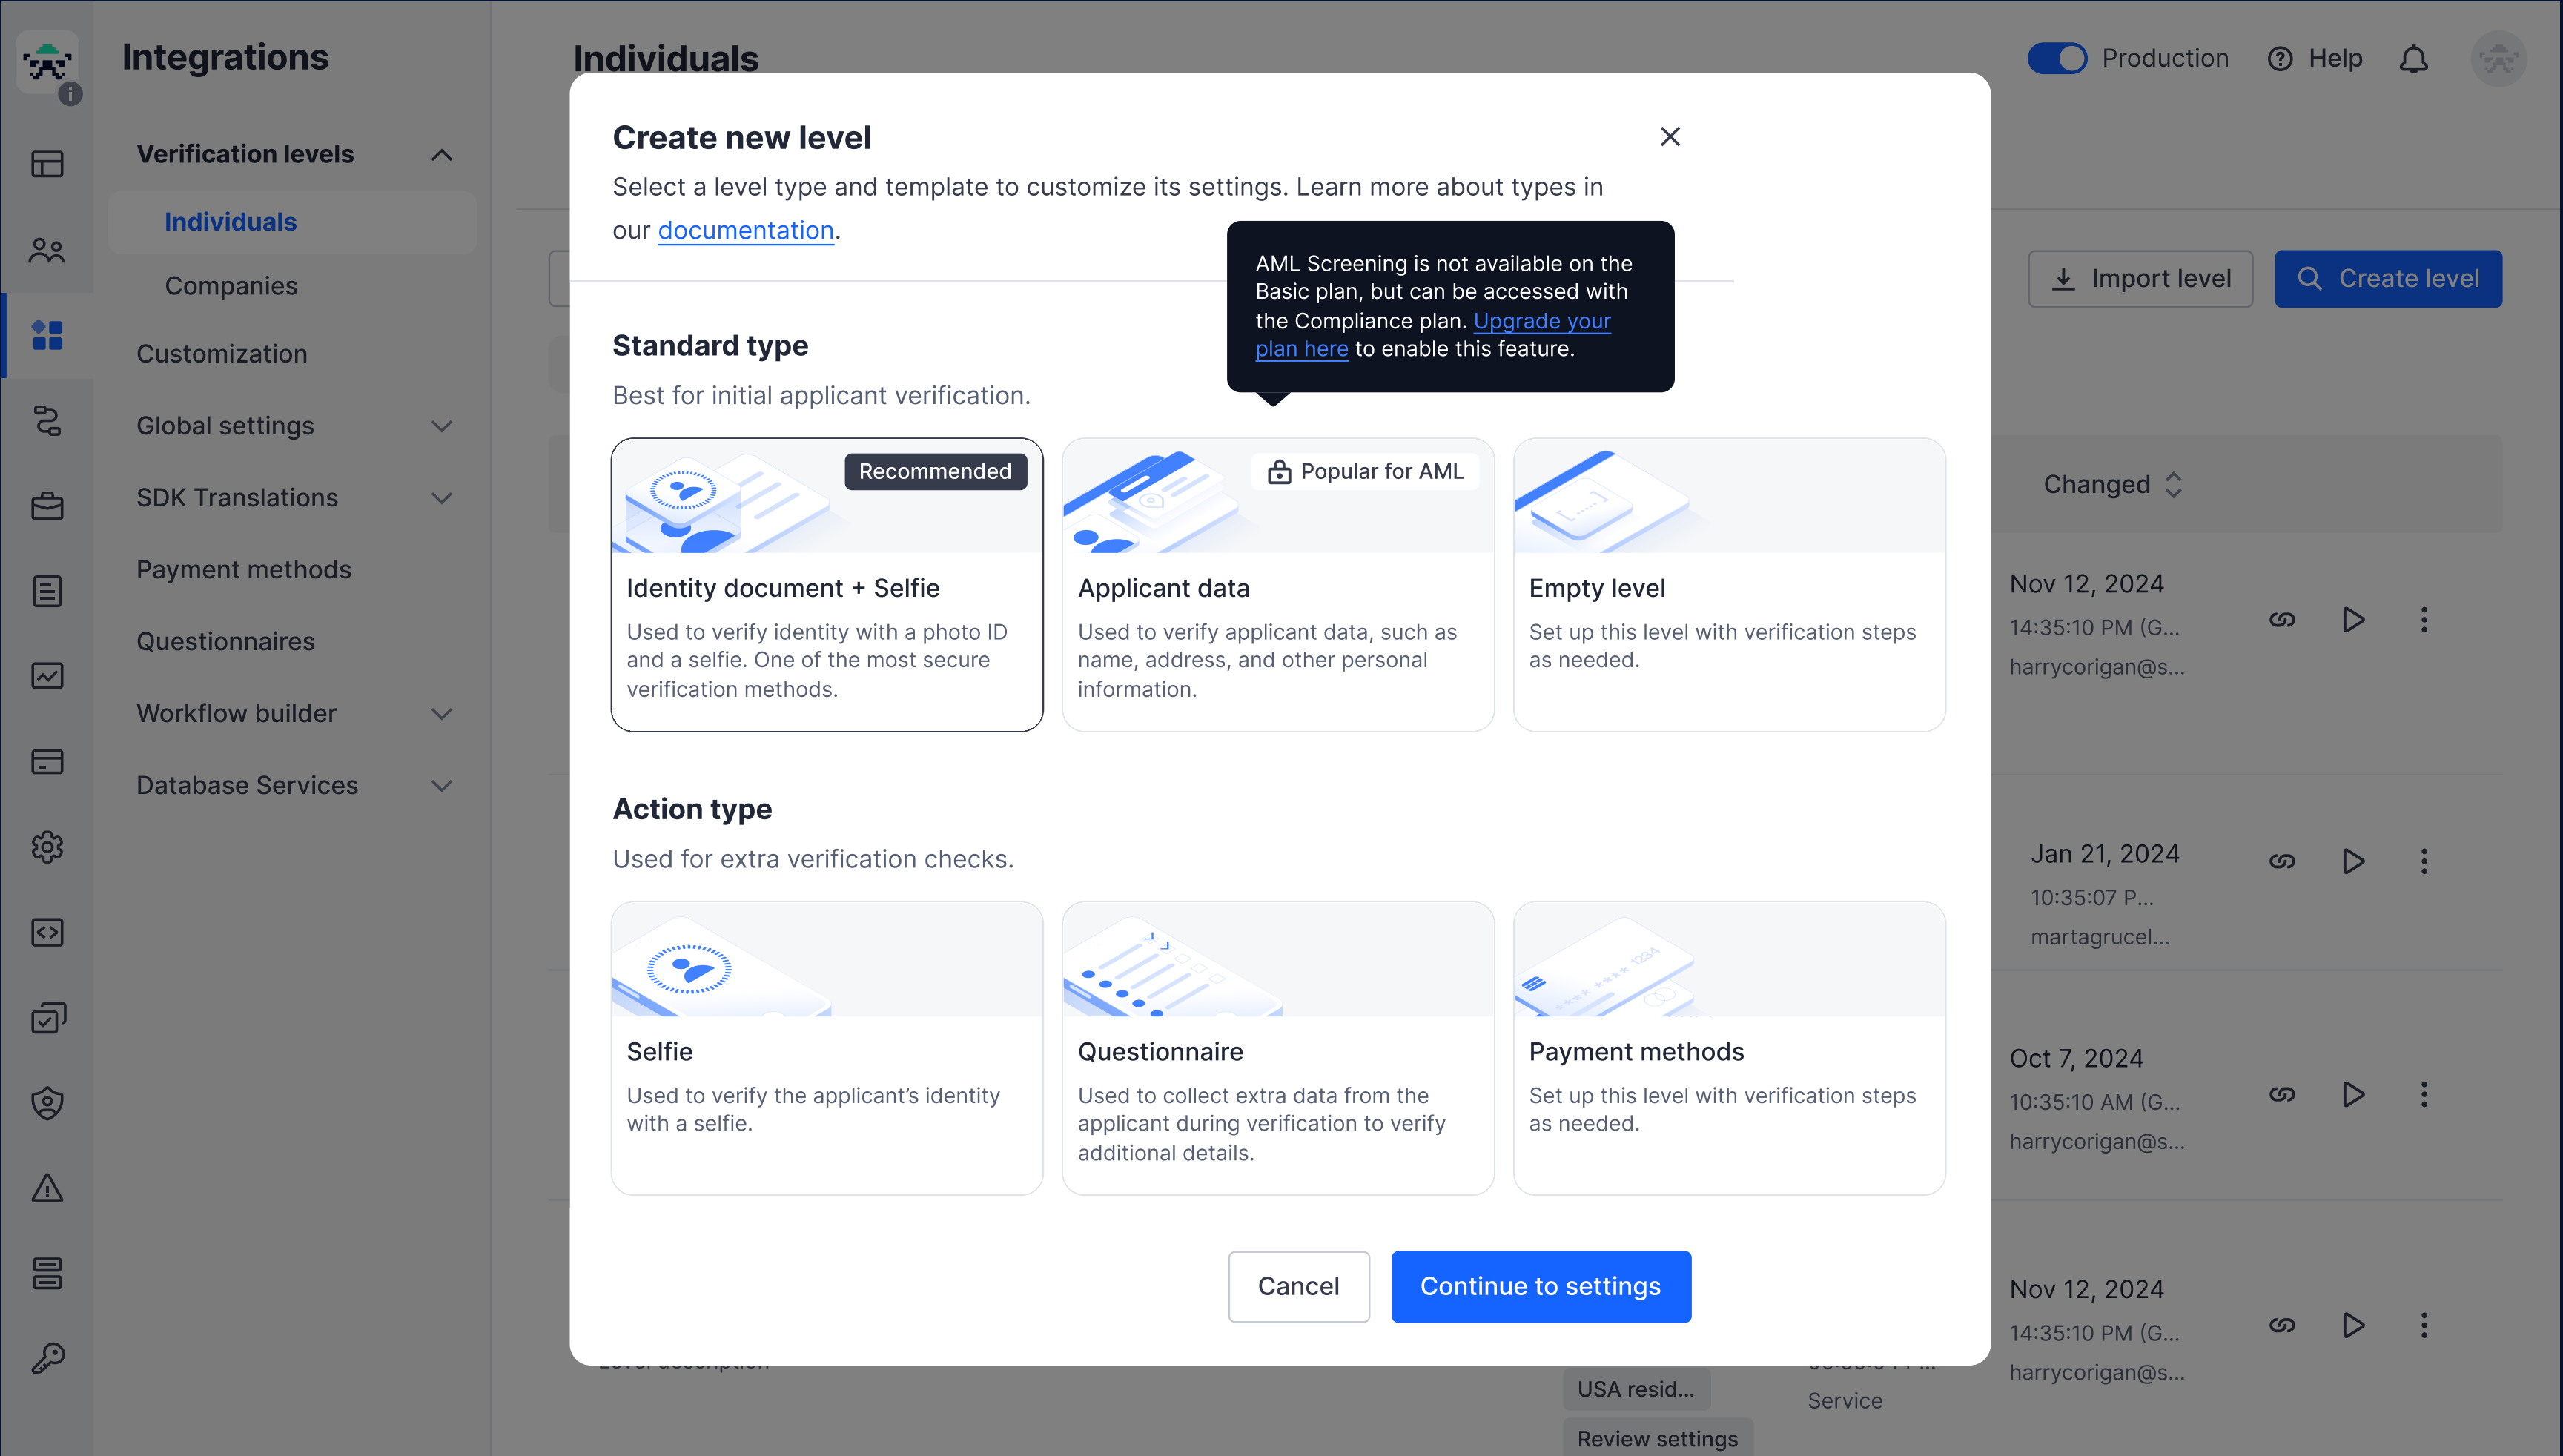 Integrations
Verification levels
Individuals
Companies
Customization
Global settings
SDK Translations
Payment methods
Questionnaires
Workflow builder
Database Services
Individuals
Production
Help
Import level
Create level
Changed
Nov 12, 2024
14:35:10 PM (G...
harrycorigan@s...
Jan 21, 2024
10:35:07 P...
martagrucel...
Oct 7, 2024
10:35:10 AM (G...
harrycorigan@s...
Nov 12, 2024
14:35:10 PM (G...
harrycorigan@s...
Create new level
Select a level type and template to customize its settings. Learn more about types in
our documentation.
AML Screening is not available on the
Basic plan, but can be accessed with
the Compliance plan. Upgrade your
plan here to enable this feature.
Standard type
Best for initial applicant verification.
Recommended
Identity document + Selfie
Used to verify identity with a photo ID
and a selfie. One of the most secure
verification methods.
Popular for AML
Applicant data
Used to verify applicant data, such as
name, address, and other personal
information.
Empty level
Set up this level with verification steps
as needed.
Action type
Used for extra verification checks.
Selfie
Used to verify the applicant’s identity
with a selfie.
Questionnaire
Used to collect extra data from the
applicant during verification to verify
additional details.
**** **** 1234
Payment methods
Set up this level with verification steps
as needed.
Cancel
Continue to settings
Level description
USA resid...
Service
Review settings